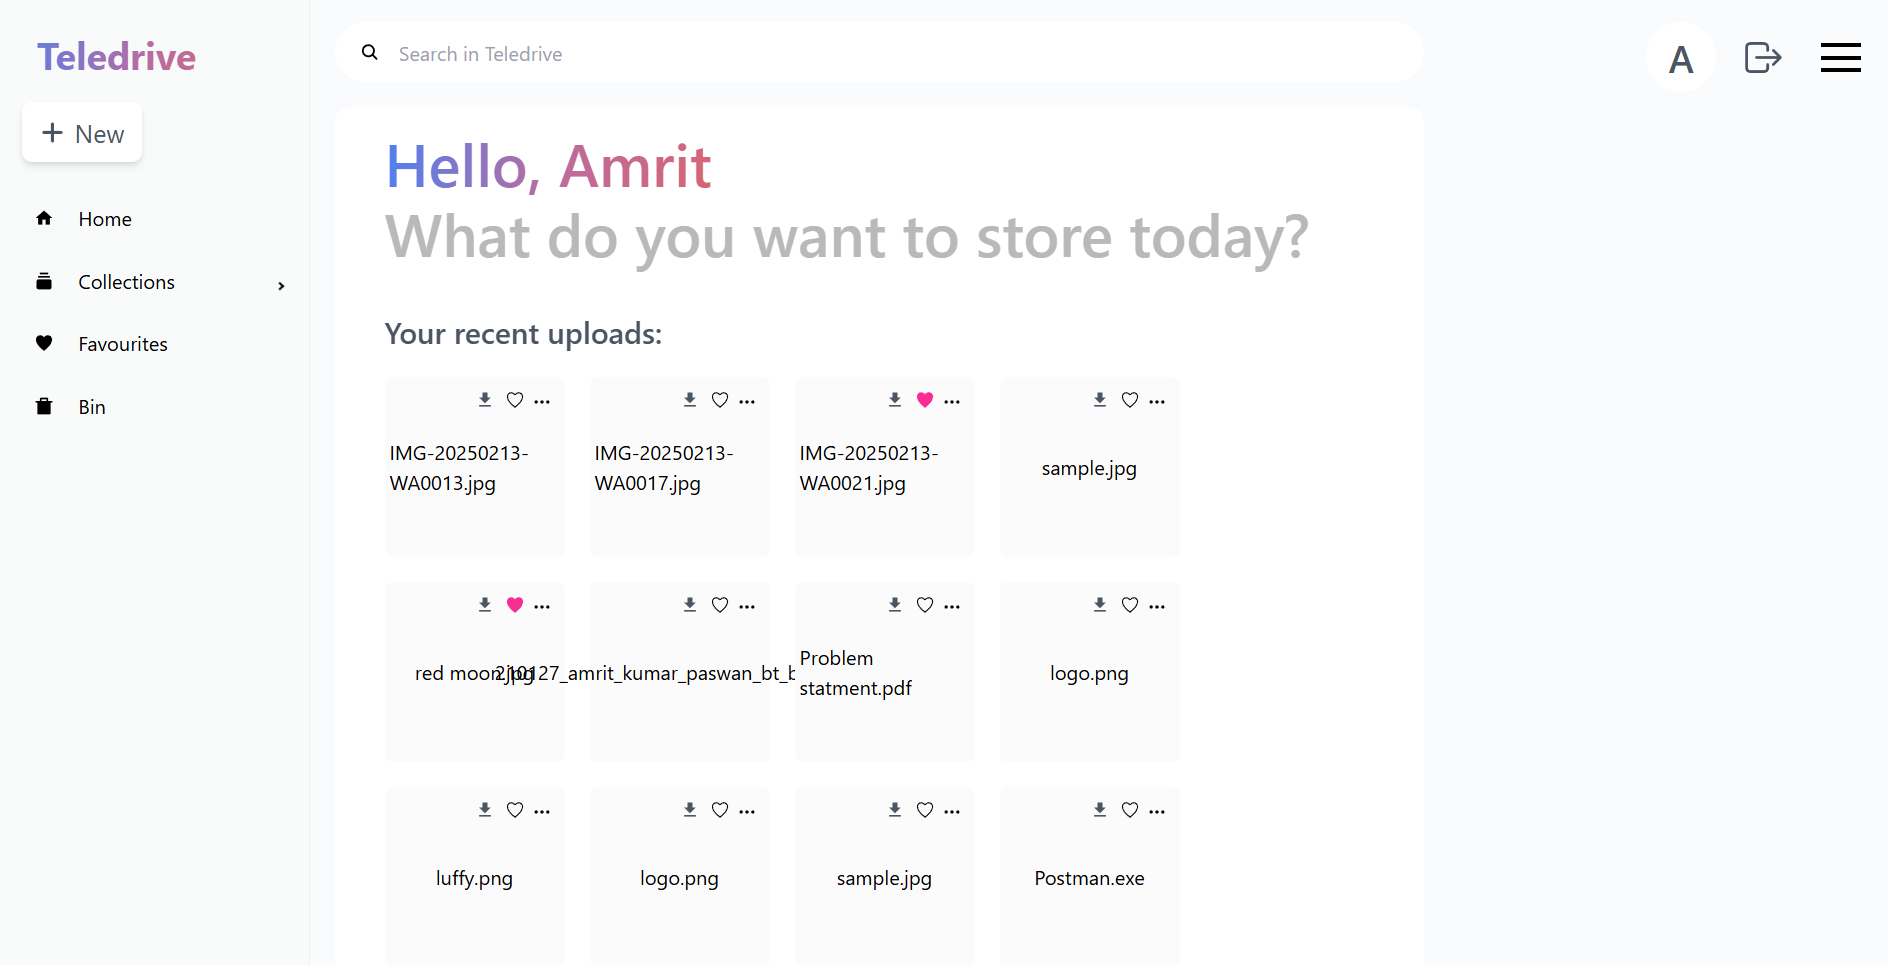 Teledrive
Search in Teledrive
A
New
Home
Collections
Favourites
Bin
Hello, Amrit
What do you want to store today?
Your recent uploads:
IMG-20250213-
WA0013.jpg
IMG-20250213-
WA0017.jpg
IMG-20250213-
WA0021.jpg
sample.jpg
red moon.jpg
210127_amrit_kumar_paswan_bt_b
Problem
statment.pdf
logo.png
luffy.png
logo.png
sample.jpg
Postman.exe